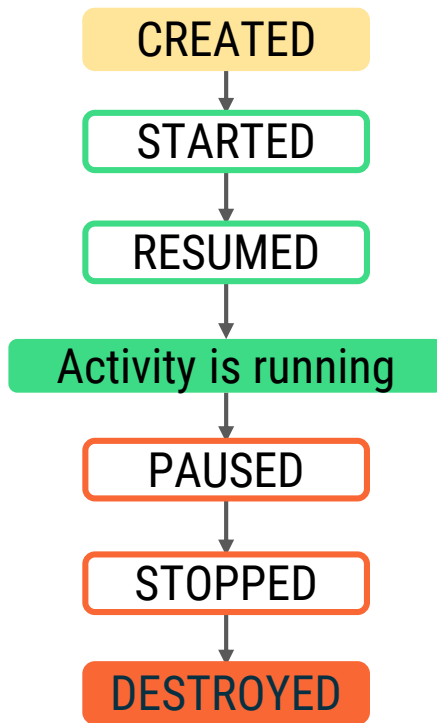 CREATED
STARTED
RESUMED
Activity is running
PAUSED
STOPPED
DESTROYED